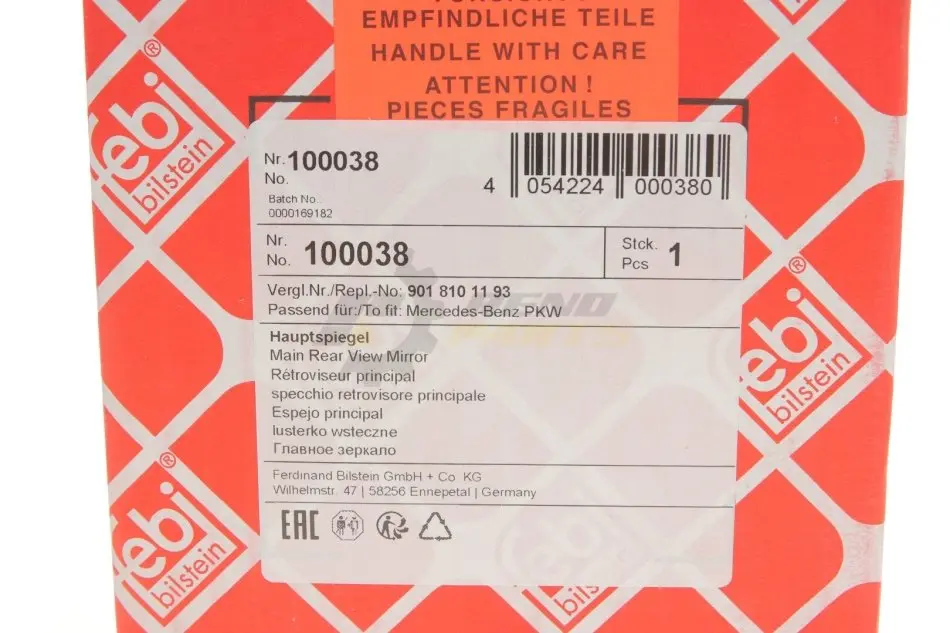 VORSICHT !
EMPFINDLICHE TEILE
HANDLE WITH CARE
ATTENTION !
PIECES FRAGILES
febi
bilstein
®
Nr. 100038
No.
Batch No..
0000169182
4 054224 000380
Nr.
No. 100038
Stck.
Pcs 1
Vergl.Nr./Repl.-No: 901 810 11 93
Passend für:/To fit: Mercedes-Benz PKW
Hauptspiegel
Main Rear View Mirror
Rétroviseur principal
specchio retrovisore principale
Espejo principal
lusterko wsteczne
Главное зеркало
Ferdinand Bilstein GmbH + Co. KG
Wilhelmstr. 47 | 58256 Ennepetal | Germany
EAC
febi
bilstein
®
febi
bilstein
®
bilstein